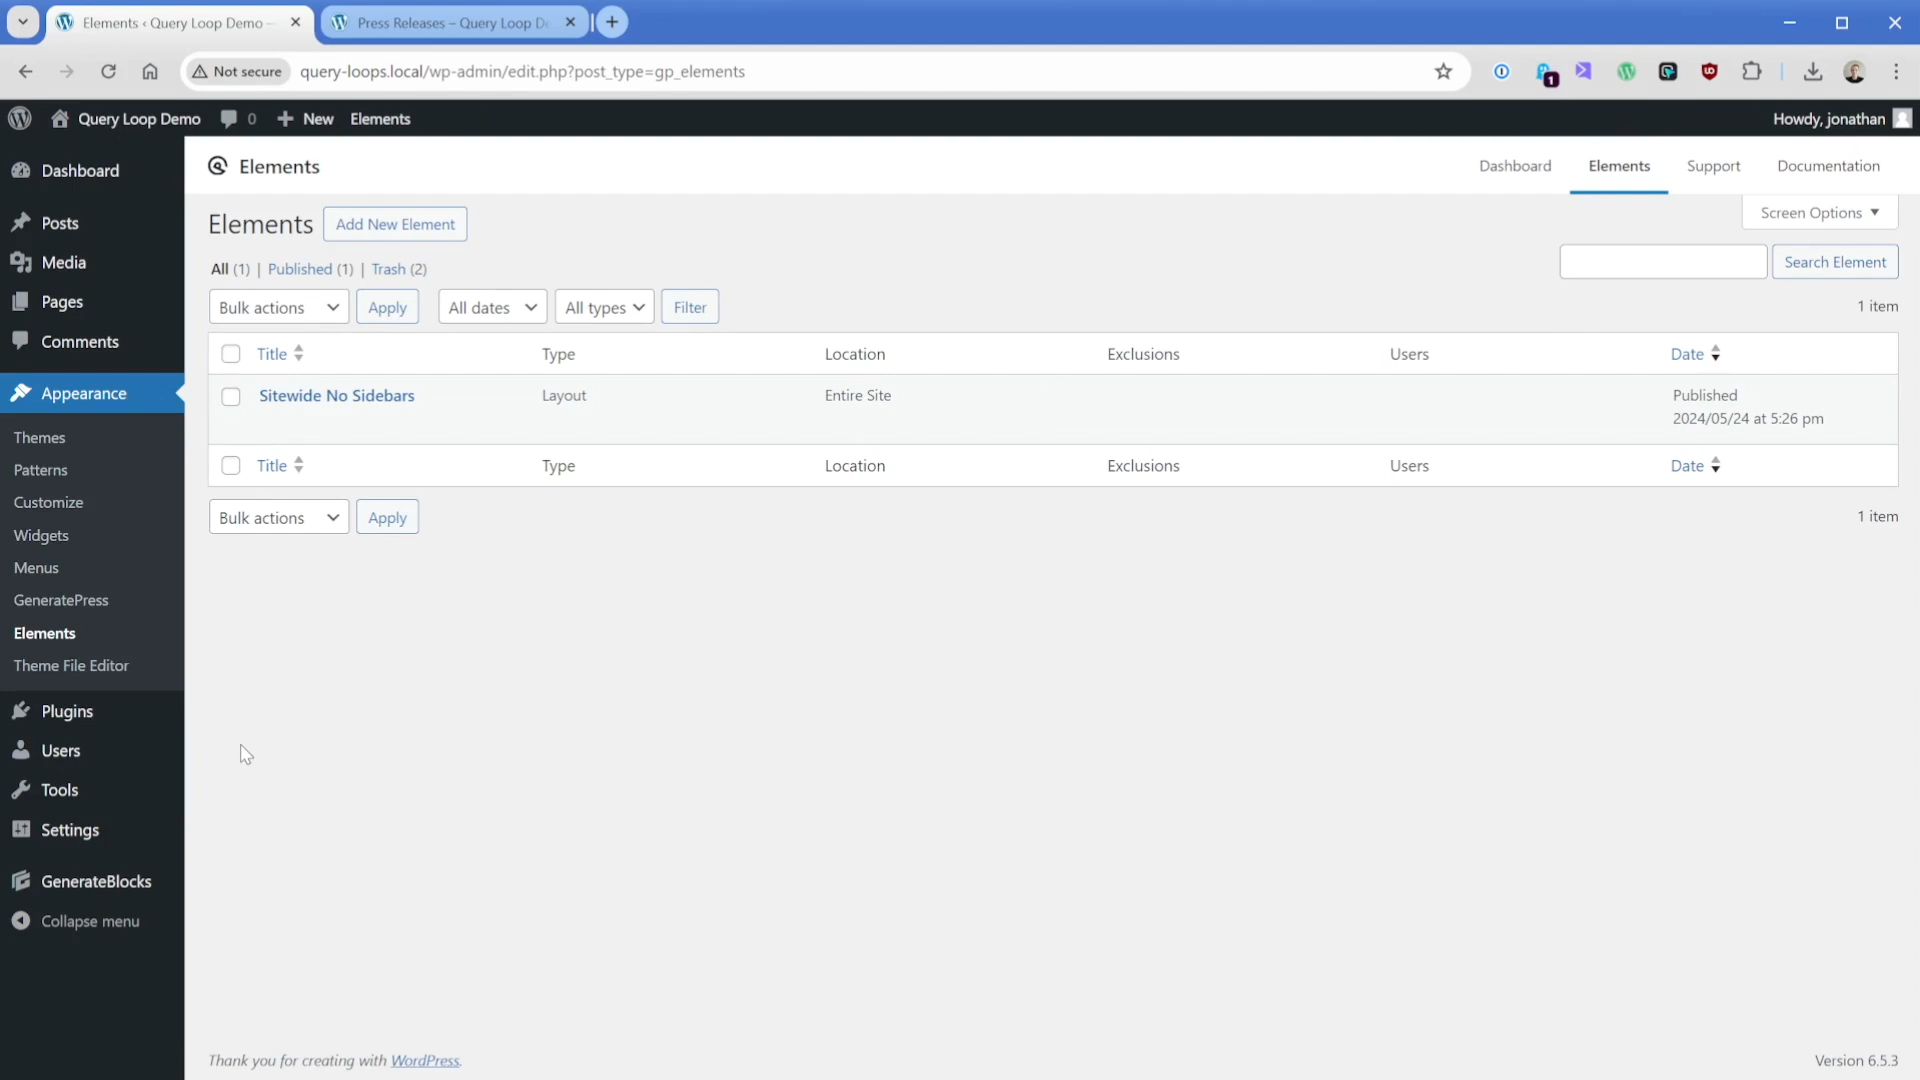 Elements ‹ Query Loop Demo –
Press Releases – Query Loop De
Not secure
query-loops.local/wp-admin/edit.php?post_type=gp_elements
1
Query Loop Demo
0
New
Elements
Howdy, jonathan
Dashboard
Posts
Media
Pages
Comments
Appearance
Themes
Patterns
Customize
Widgets
Menus
GeneratePress
Elements
Theme File Editor
Plugins
Users
Tools
Settings
GenerateBlocks
Collapse menu
Elements
Dashboard
Elements
Support
Documentation
Elements
Add New Element
Screen Options
All (1) | Published (1) | Trash (2)
Search Element
Bulk actions
Apply
All dates
All types
Filter
1 item
Title
Type
Location
Exclusions
Users
Date
Sitewide No Sidebars
Layout
Entire Site
Published
2024/05/24 at 5:26 pm
Title
Type
Location
Exclusions
Users
Date
Bulk actions
Apply
1 item
Thank you for creating with WordPress.
Version 6.5.3